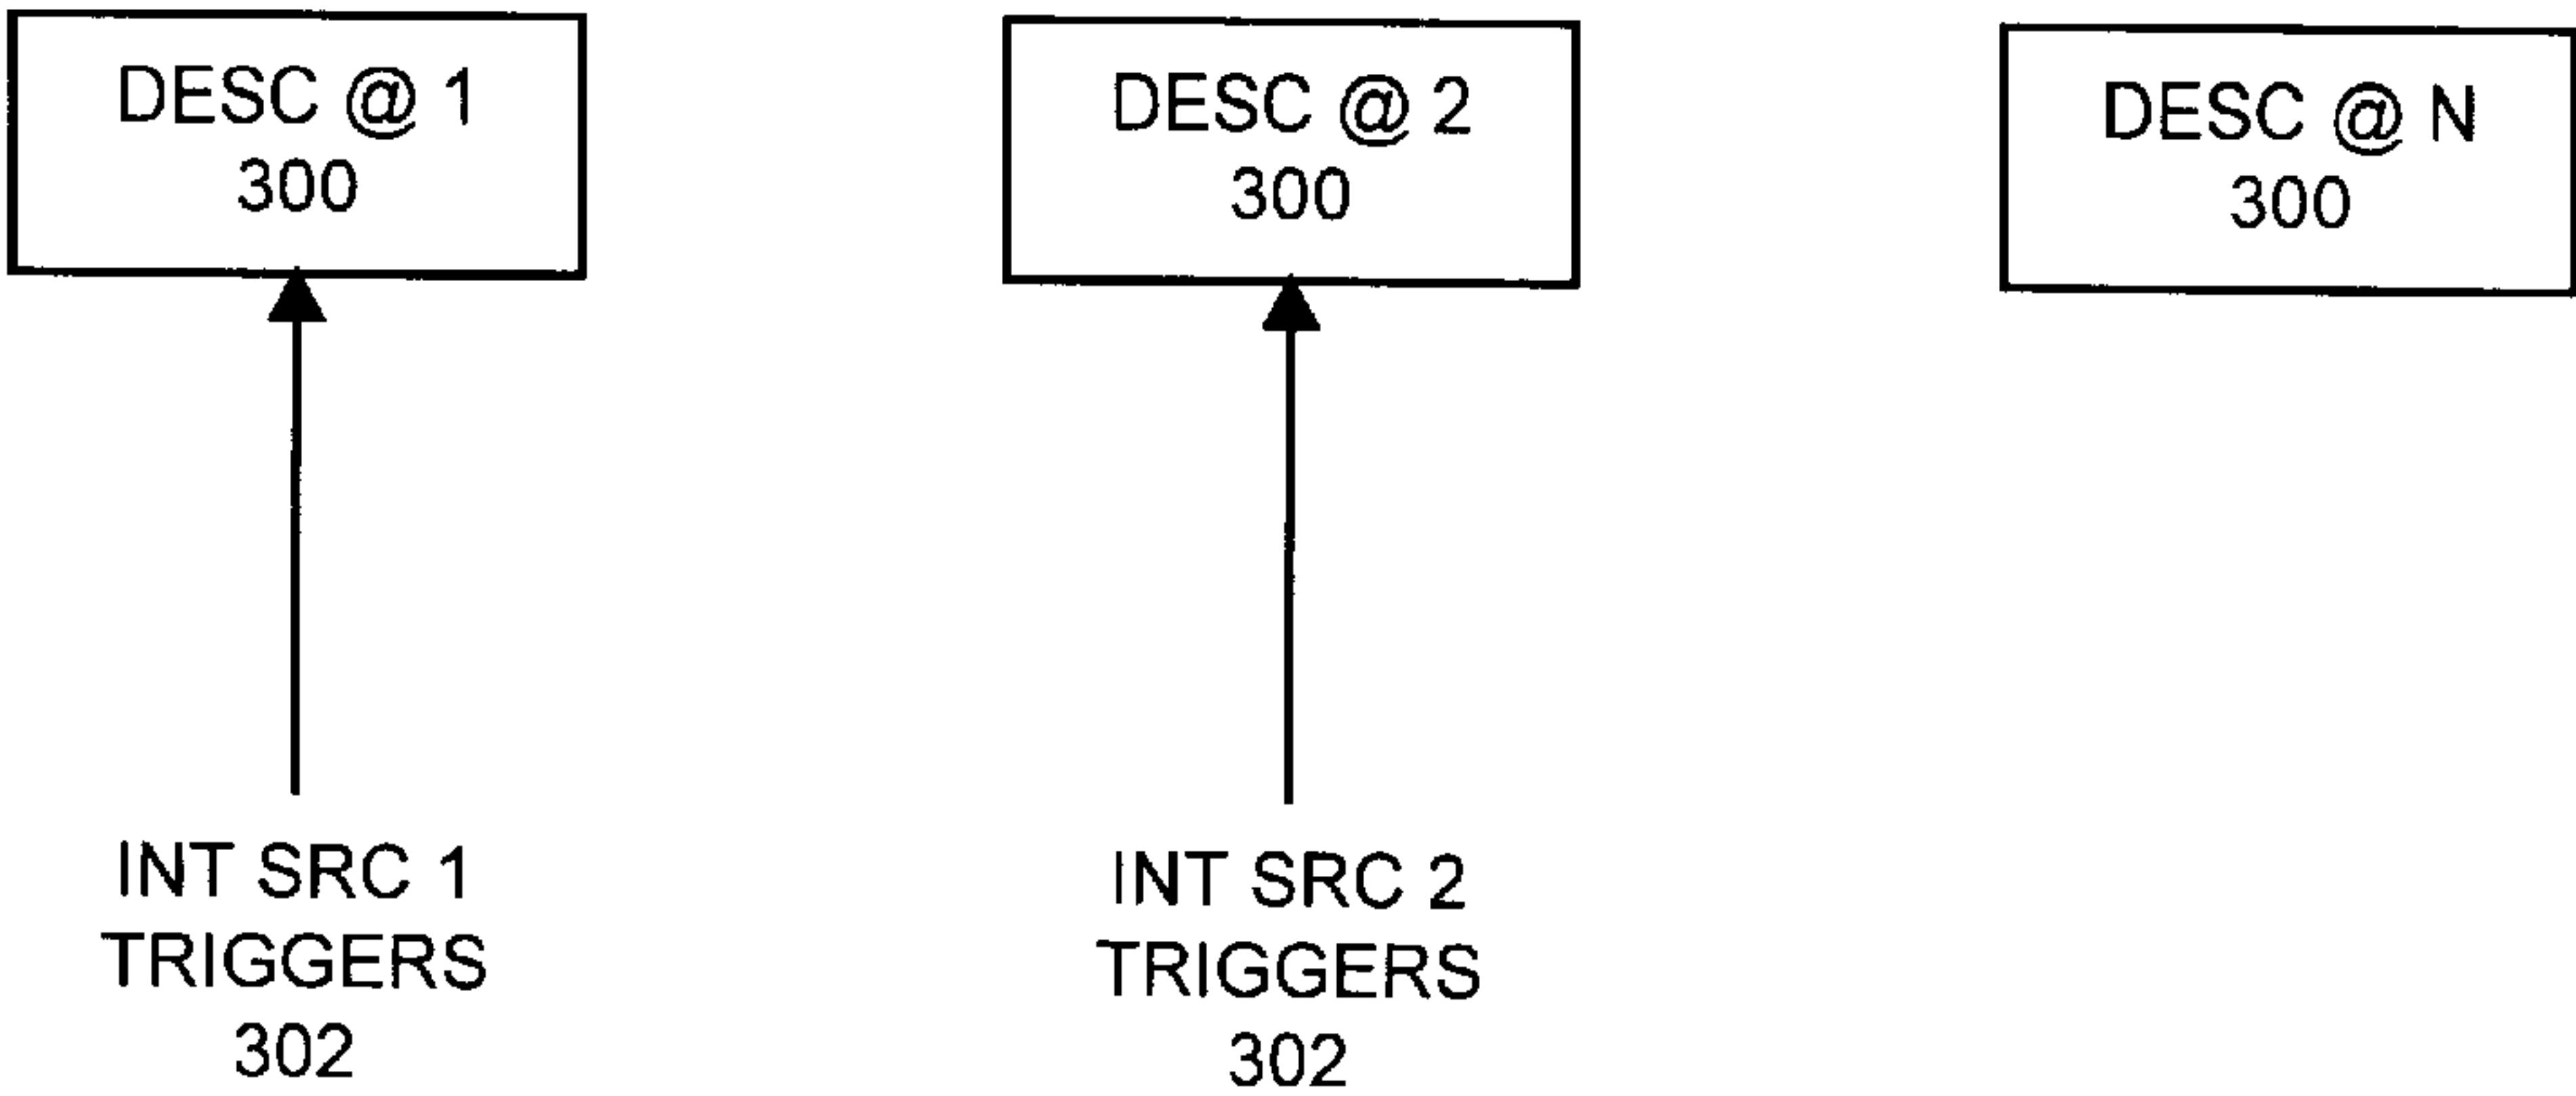 DESC @ 1
300
DESC @ 2
300
DESC @ N
300
INT SRC 1
TRIGGERS
302
INT SRC 2
TRIGGERS
302